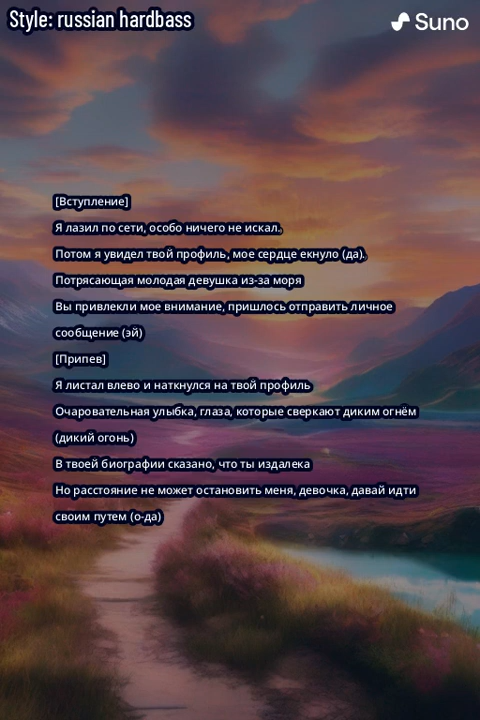 Style: russian hardbass
Suno
[Вступление]
Я лазил по сети, особо ничего не искал.
Потом я увидел твой профиль, мое сердце екнуло (да).
Потрясающая молодая девушка из-за моря
Вы привлекли мое внимание, пришлось отправить личное
сообщение (эй)
[Припев]
Я листал влево и наткнулся на твой профиль
Очаровательная улыбка, глаза, которые сверкают диким огнём
(дикий огонь)
В твоей биографии сказано, что ты издалека
Но расстояние не может остановить меня, девочка, давай идти
своим путем (о-да)